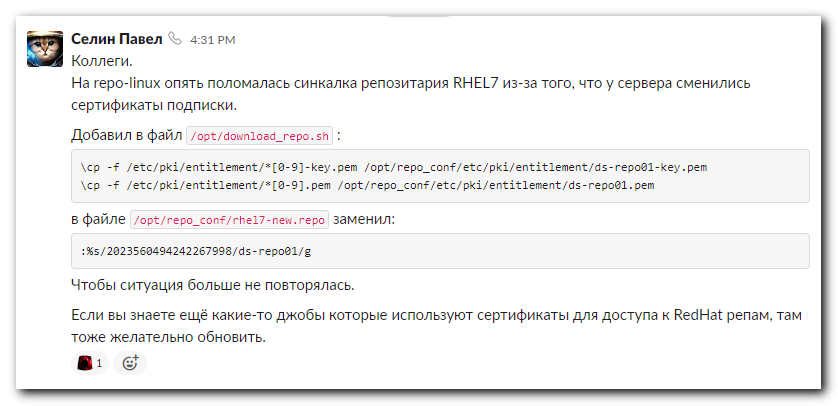 Селин Павел 4:31 PM
Коллеги.
На repo-linux опять поломалась синкалка репозитария RHEL7 из-за того, что у сервера сменились
сертификаты подписки.
Добавил в файл /opt/download_repo.sh :
\cp -f /etc/pki/entitlement/*[0-9]-key.pem /opt/repo_conf/etc/pki/entitlement/ds-repo01-key.pem
\cp -f /etc/pki/entitlement/*[0-9].pem /opt/repo_conf/etc/pki/entitlement/ds-repo01.pem
в файле /opt/repo_conf/rhel7-new.repo заменил:
:%s/2023560494242267998/ds-repo01/g
Чтобы ситуация больше не повторялась.
Если вы знаете ещё какие-то джобы которые используют сертификаты для доступа к RedHat репам, там
тоже желательно обновить.
1